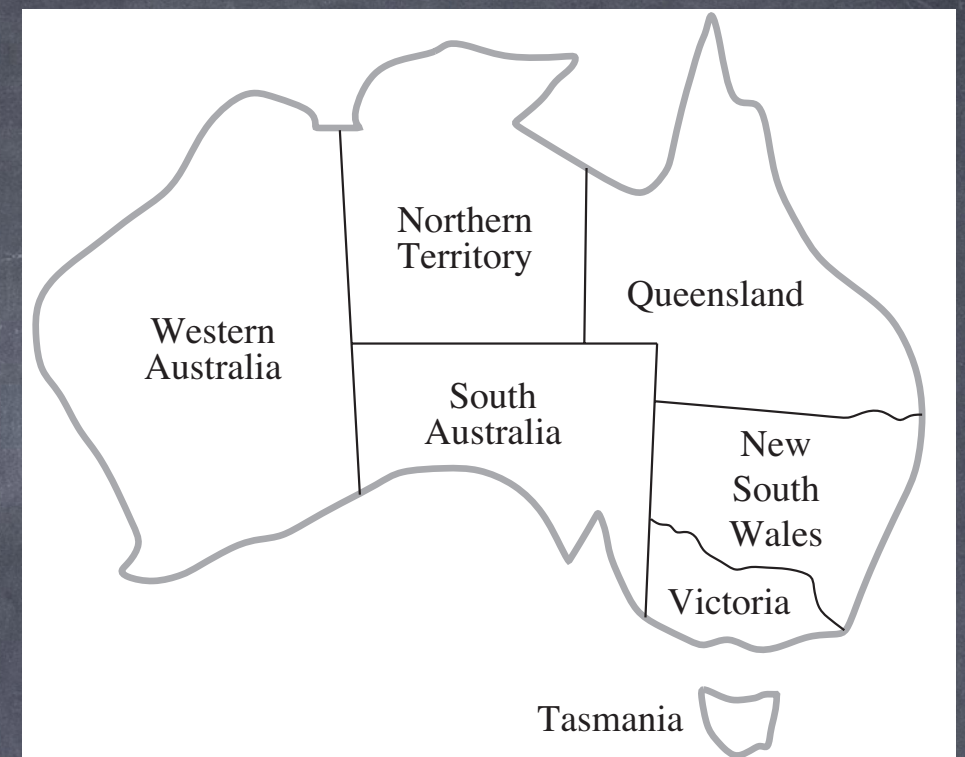 Northern
Territory
Queensland
Western
Australia
South
Australia
New
South
Wales
Victoria
Tasmania